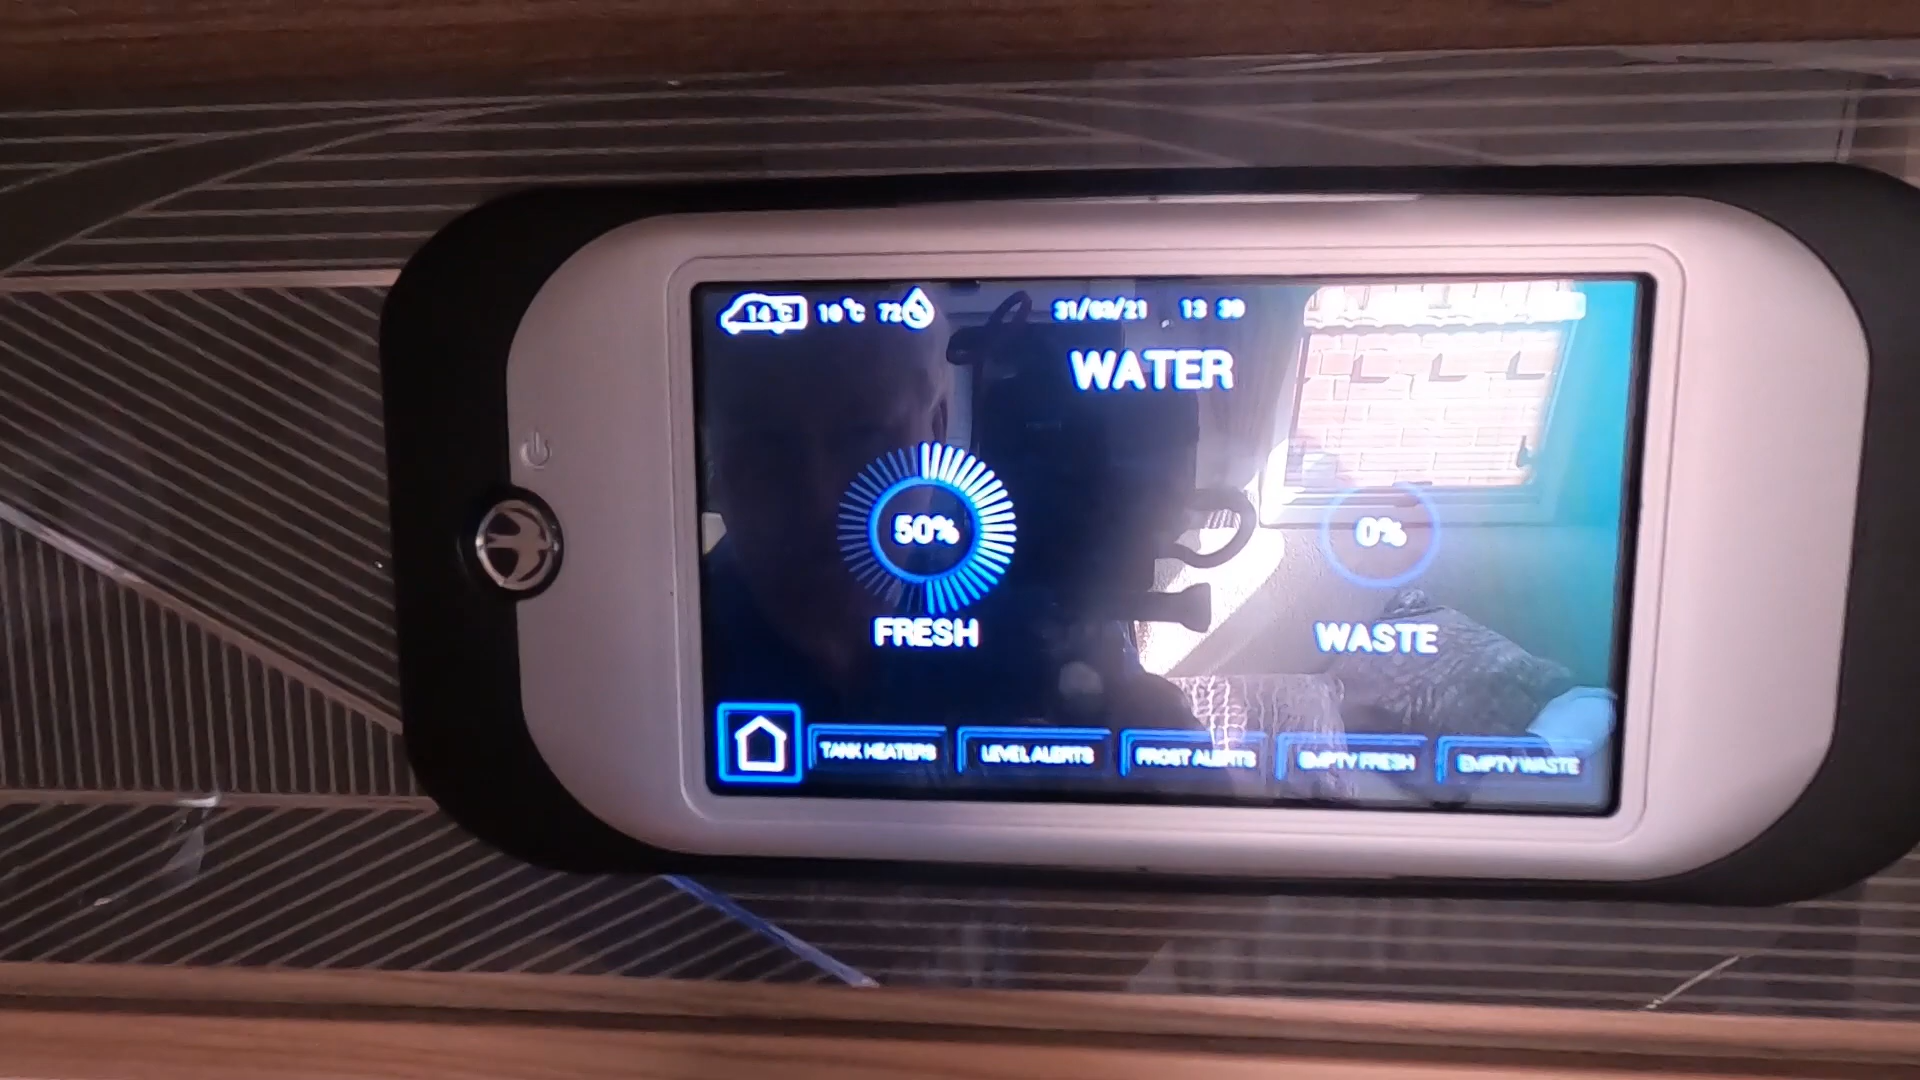 14°C 72 31/03/21 13 30
WATER
50% 0%
FRESH WASTE
TANK HEATERS LEVEL ALERTS FROST ALERTS EMPTY FRESH EMPTY WASTE